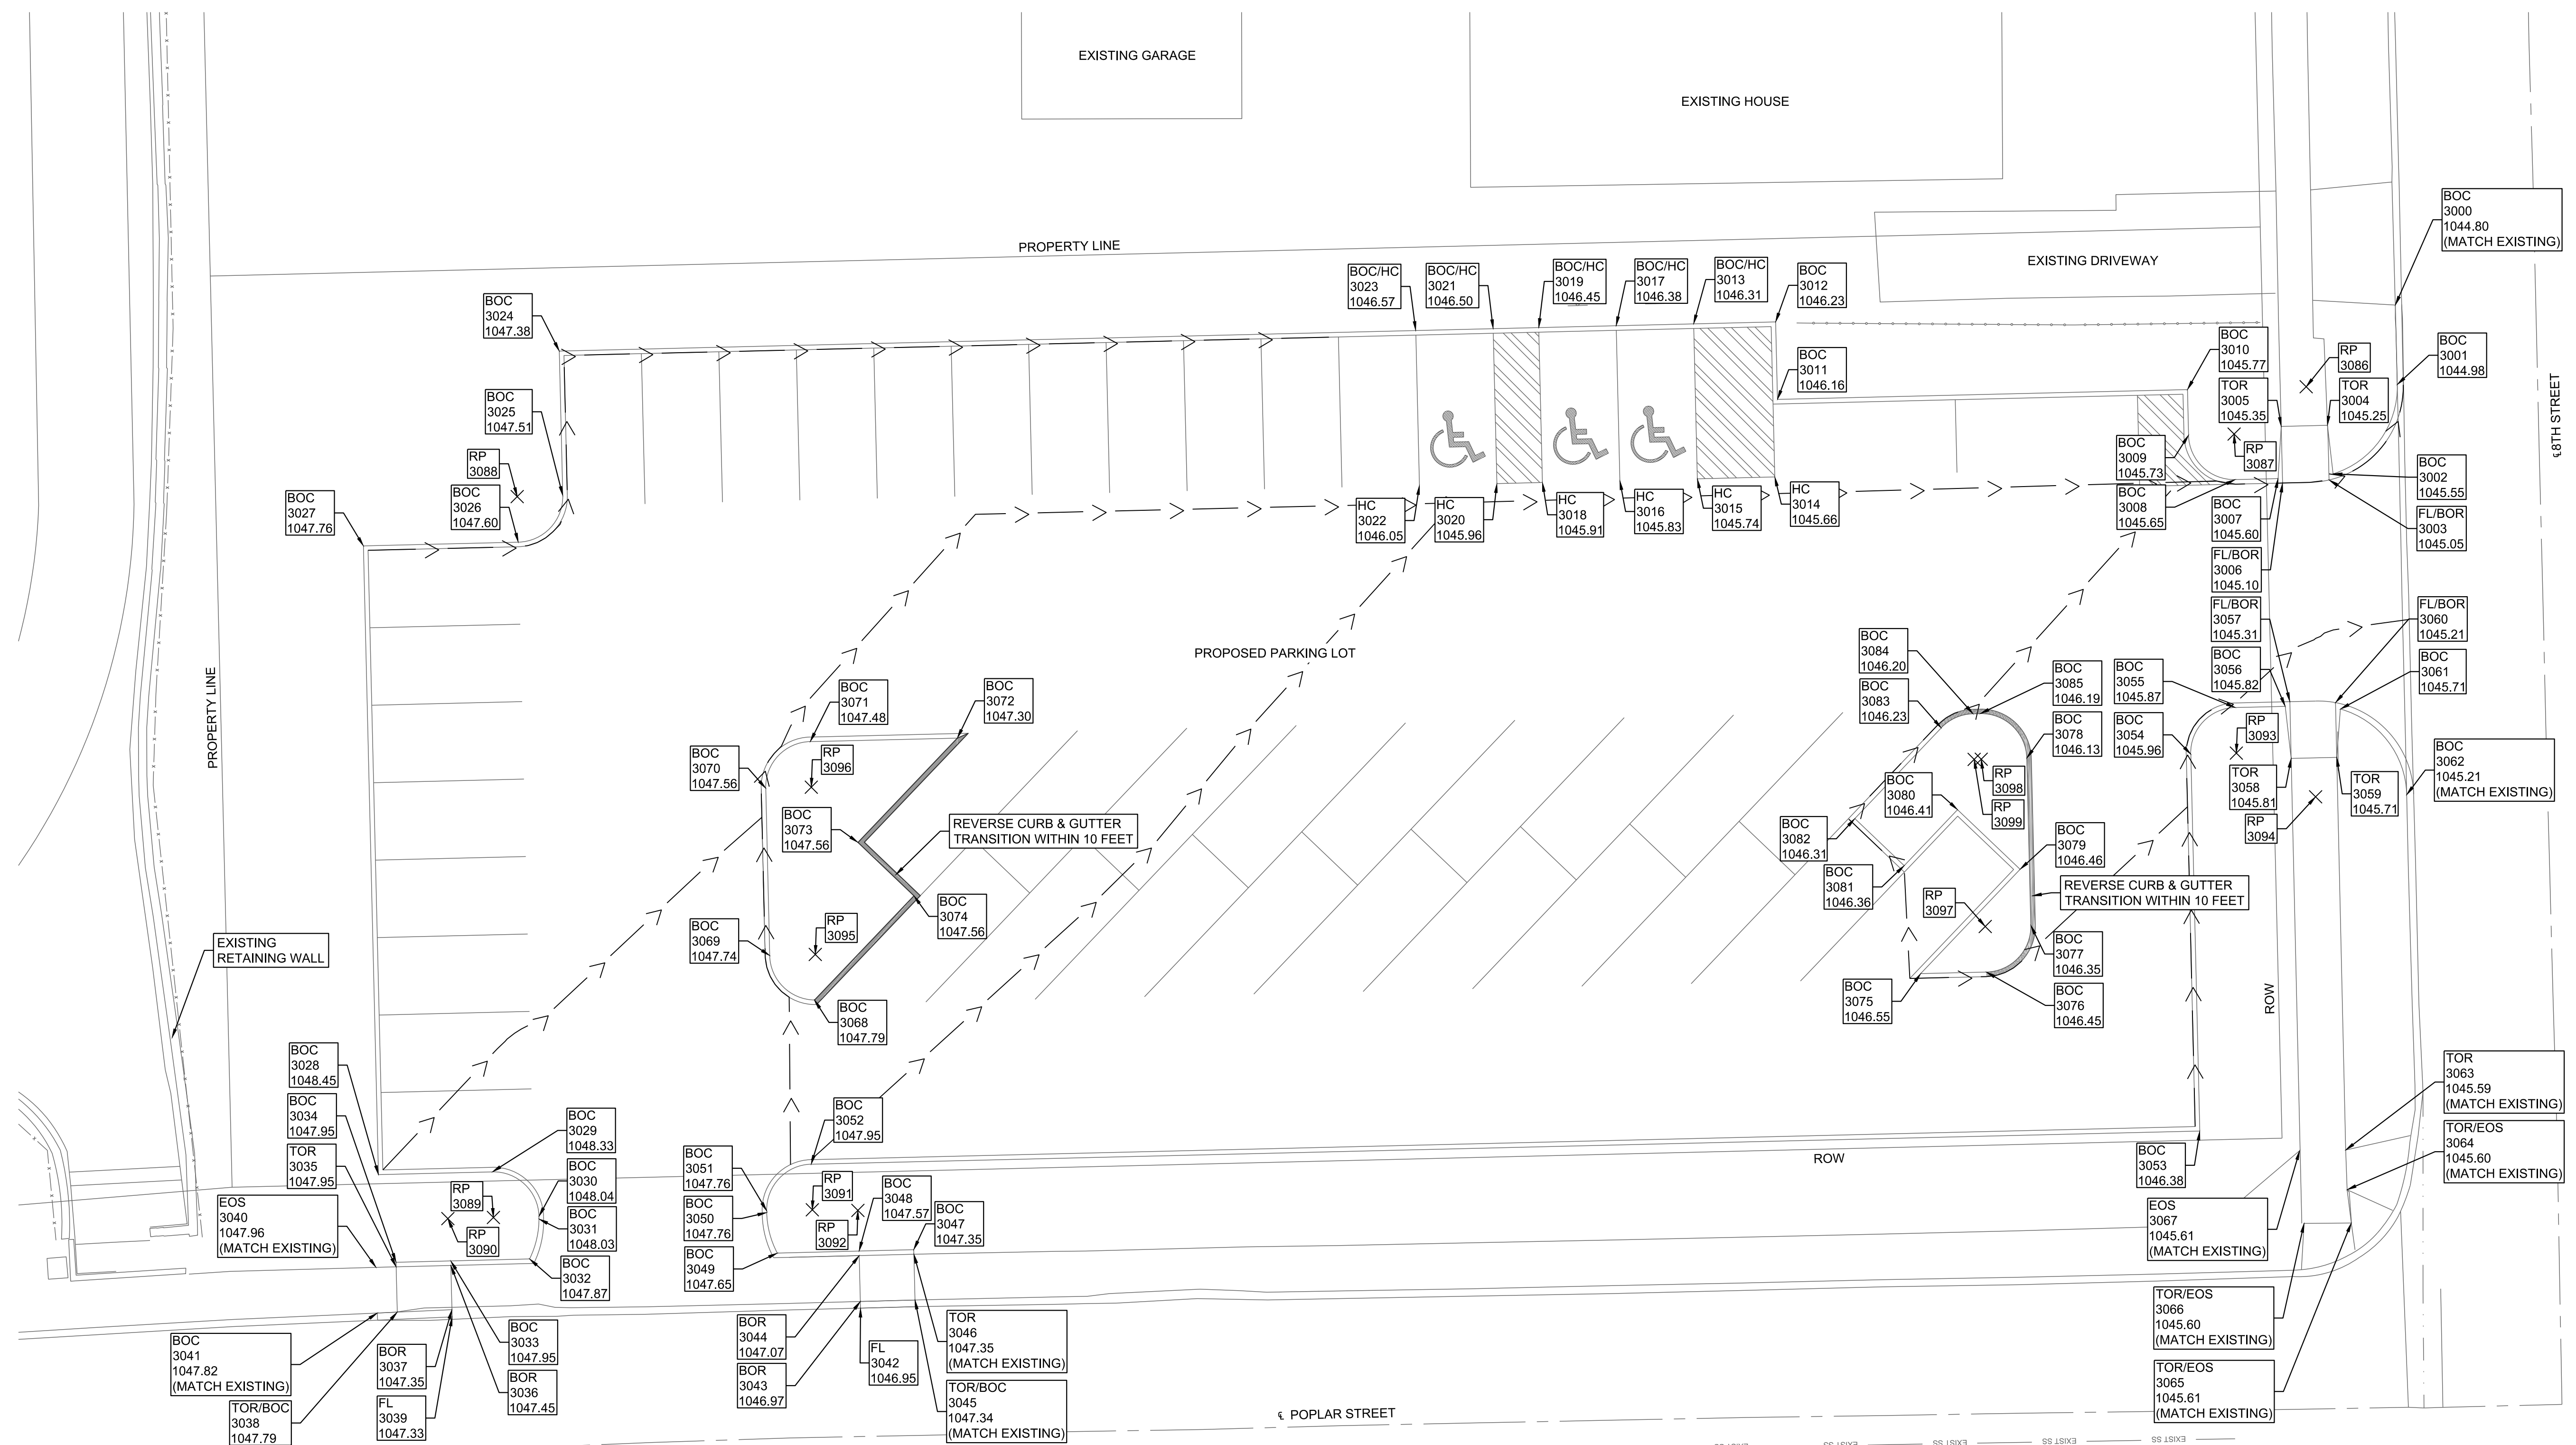 EXISTING GARAGE
EXISTING HOUSE
PROPERTY LINE
EXISTING DRIVEWAY
BOC
3000
1044.80
(MATCH EXISTING)
BOC/HC
3023
1046.57
BOC/HC
3021
1046.50
BOC/HC
3019
1046.45
BOC/HC
3017
1046.38
BOC/HC
3013
1046.31
BOC
3012
1046.23
BOC
3024
1047.38
BOC
3010
1045.77
RP
3086
BOC
3001
1044.98
BOC
3011
1046.16
TOR
3005
1045.35
TOR
3004
1045.25
℄ 8TH STREET
BOC
3025
1047.51
RP
3088
BOC
3026
1047.60
BOC
3027
1047.76
BOC
3009
1045.73
RP
3087
BOC
3002
1045.55
HC
3022
1046.05
HC
3020
1045.96
HC
3018
1045.91
HC
3016
1045.83
HC
3015
1045.74
HC
3014
1045.66
BOC
3008
1045.65
BOC
3007
1045.60
FL/BOR
3003
1045.05
FL/BOR
3006
1045.10
FL/BOR
3057
1045.31
FL/BOR
3060
1045.21
PROPOSED PARKING LOT
BOC
3084
1046.20
BOC
3085
1046.19
BOC
3055
1045.87
BOC
3056
1045.82
BOC
3061
1045.71
PROPERTY LINE
BOC
3071
1047.48
BOC
3072
1047.30
BOC
3083
1046.23
BOC
3078
1046.13
BOC
3054
1045.96
RP
3093
BOC
3070
1047.56
RP
3096
BOC
3062
1045.21
(MATCH EXISTING)
BOC
3080
1046.41
RP
3098
RP
3099
TOR
3058
1045.81
TOR
3059
1045.71
BOC
3073
1047.56
REVERSE CURB & GUTTER
TRANSITION WITHIN 10 FEET
BOC
3082
1046.31
BOC
3079
1046.46
RP
3094
BOC
3081
1046.36
RP
3097
REVERSE CURB & GUTTER
TRANSITION WITHIN 10 FEET
BOC
3074
1047.56
RP
3095
BOC
3069
1047.74
EXISTING
RETAINING WALL
BOC
3077
1046.35
BOC
3075
1046.55
BOC
3076
1046.45
ROW
BOC
3068
1047.79
BOC
3028
1048.45
BOC
3034
1047.95
TOR
3035
1047.95
EOS
3040
1047.96
(MATCH EXISTING)
BOC
3029
1048.33
BOC
3030
1048.04
BOC
3031
1048.03
BOC
3032
1047.87
RP
3089
RP
3090
BOC
3052
1047.95
BOC
3051
1047.76
BOC
3050
1047.76
BOC
3049
1047.65
RP
3091
RP
3092
BOC
3048
1047.57
BOC
3047
1047.35
ROW
BOC
3053
1046.38
TOR
3063
1045.59
(MATCH EXISTING)
TOR/EOS
3064
1045.60
(MATCH EXISTING)
EOS
3067
1045.61
(MATCH EXISTING)
TOR/EOS
3066
1045.60
(MATCH EXISTING)
TOR/EOS
3065
1045.61
(MATCH EXISTING)
BOC
3041
1047.82
(MATCH EXISTING)
TOR/BOC
3038
1047.79
BOR
3037
1047.35
FL
3039
1047.33
BOC
3033
1047.95
BOR
3036
1047.45
BOR
3044
1047.07
BOR
3043
1046.97
FL
3042
1046.95
TOR
3046
1047.35
(MATCH EXISTING)
TOR/BOC
3045
1047.34
(MATCH EXISTING)
℄ POPLAR STREET
EXIST SS
EXIST SS
EXIST SS